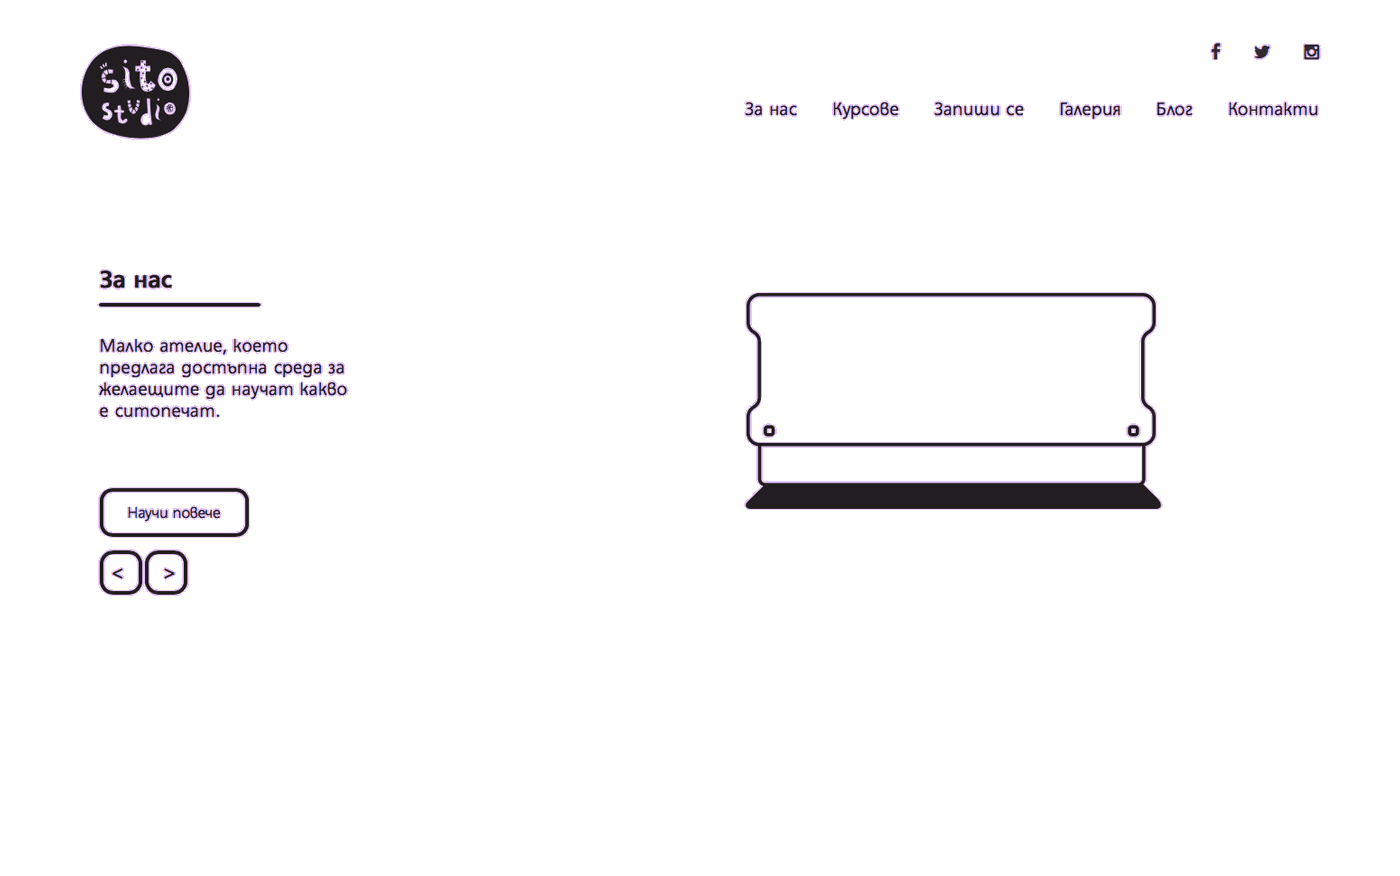 sito
studio
За нас Курсове Запиши се Галерия Блог Контакти
За нас
Малко ателие, което
предлага достъпна среда за
желаещите да научат какво
е ситопечат.
Научи повече
< >